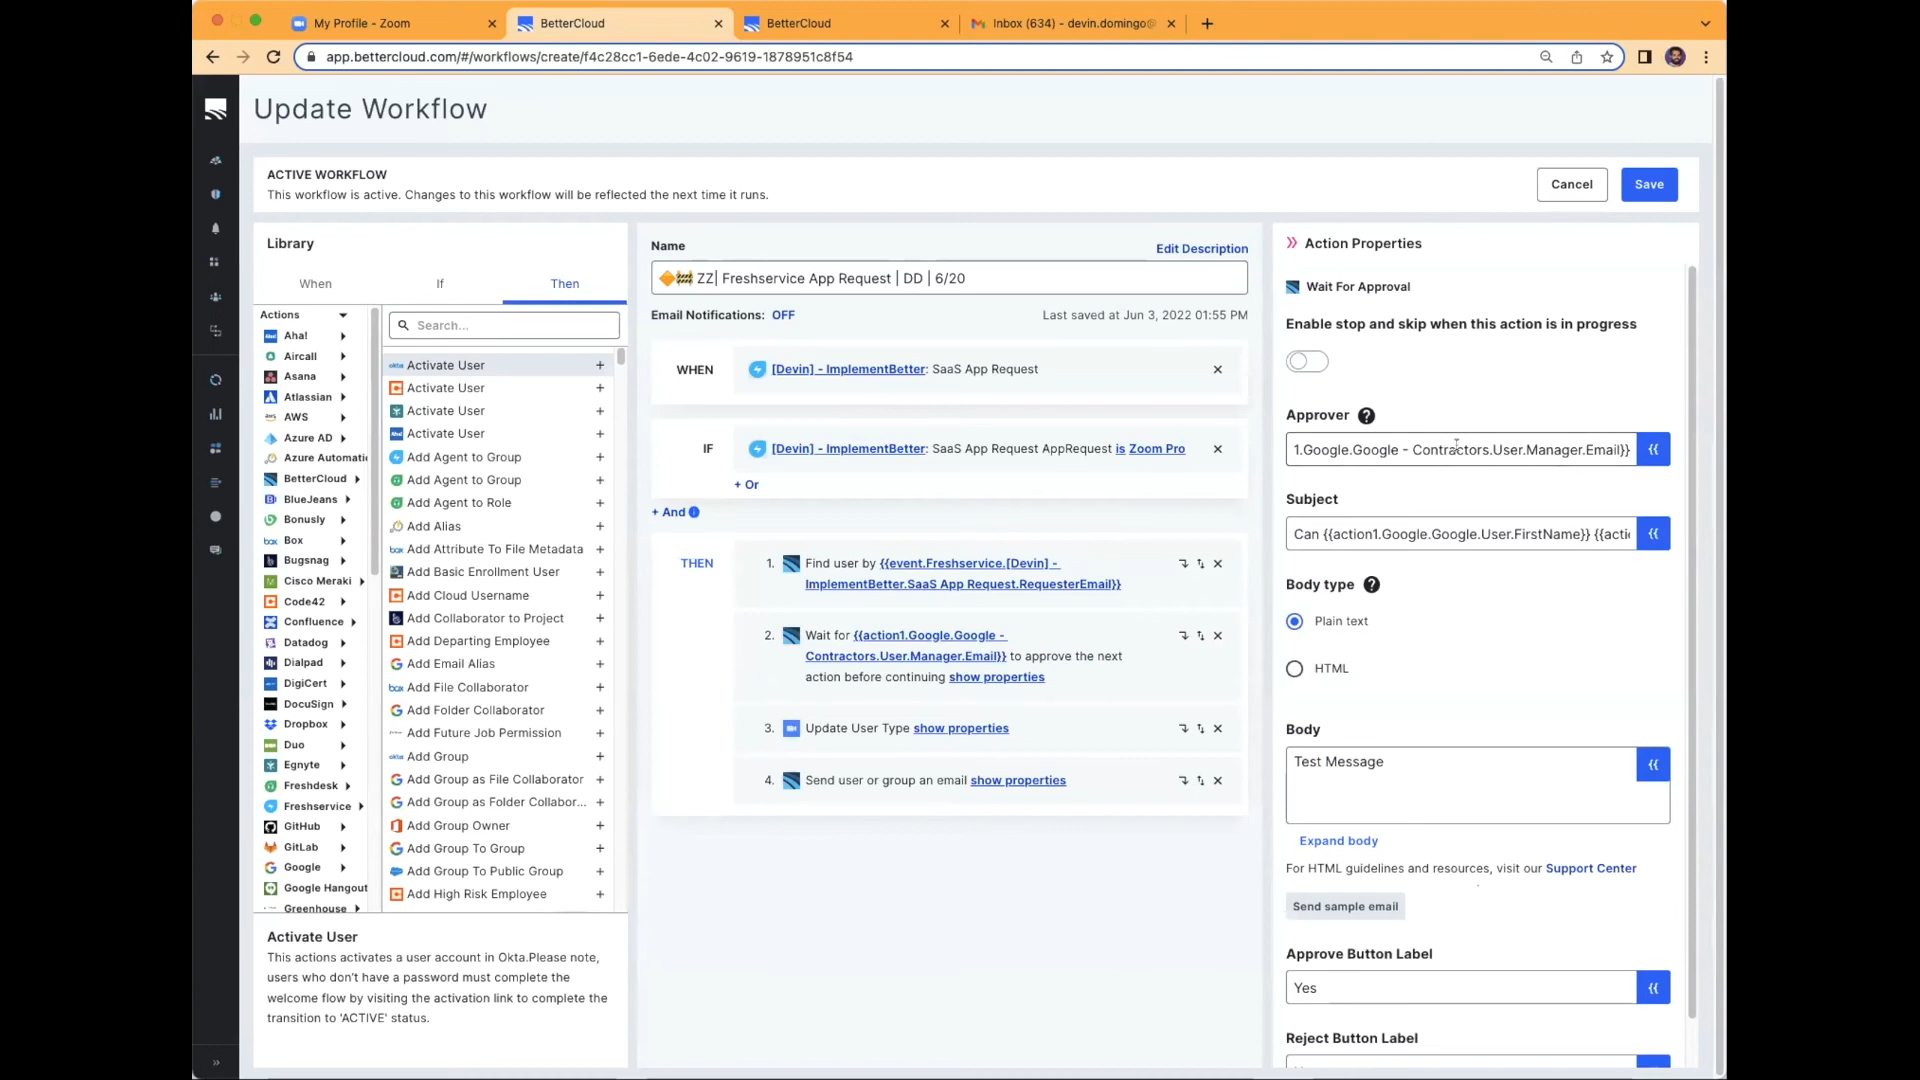 My Profile - Zoom
BetterCloud
BetterCloud
Inbox (634) - devin.domingo@
app.bettercloud.com/#/workflows/create/f4c28cc1-6ede-4c02-9619-1878951c8f54
Update Workflow
ACTIVE WORKFLOW
This workflow is active. Changes to this workflow will be reflected the next time it runs.
Cancel
Save
Library
When
If
Then
Actions
Aha!
Aircall
Asana
Atlassian
AWS
Azure AD
Azure Automati
BetterCloud
BlueJeans
Bonusly
Box
Bugsnag
Cisco Meraki
Code42
Confluence
Datadog
Dialpad
DigiCert
DocuSign
Dropbox
Duo
Egnyte
Freshdesk
Freshservice
GitHub
GitLab
Google
Google Hangout
Greenhouse
Search...
okta Activate User +
Activate User +
Activate User +
Activate User +
Add Agent to Group +
Add Agent to Group +
Add Agent to Role +
Add Alias +
box Add Attribute To File Metadata +
Add Basic Enrollment User +
Add Cloud Username +
Add Collaborator to Project +
Add Departing Employee +
Add Email Alias +
box Add File Collaborator +
Add Folder Collaborator +
Add Future Job Permission +
okta Add Group +
Add Group as File Collaborator +
Add Group as Folder Collabor... +
Add Group Owner +
Add Group To Group +
Add Group To Public Group +
Add High Risk Employee +
Activate User
This actions activates a user account in Okta.Please note,
users who don't have a password must complete the
welcome flow by visiting the activation link to complete the
transition to 'ACTIVE' status.
Name
Edit Description
ZZ| Freshservice App Request | DD | 6/20
Email Notifications: OFF
Last saved at Jun 3, 2022 01:55 PM
WHEN
[Devin] - ImplementBetter: SaaS App Request
IF
[Devin] - ImplementBetter: SaaS App Request AppRequest is Zoom Pro
+ Or
+ And
THEN
1. Find user by {{event.Freshservice.[Devin] -
ImplementBetter.SaaS App Request.RequesterEmail}}
2. Wait for {{action1.Google.Google -
Contractors.User.Manager.Email}} to approve the next
action before continuing show properties
3. Update User Type show properties
4. Send user or group an email show properties
Action Properties
Wait For Approval
Enable stop and skip when this action is in progress
Approver
1.Google.Google - Contractors.User.Manager.Email}}
{{
Subject
Can {{action1.Google.Google.User.FirstName}} {{actio
{{
Body type
Plain text
HTML
Body
Test Message
{{
Expand body
For HTML guidelines and resources, visit our Support Center
Send sample email
Approve Button Label
Yes
{{
Reject Button Label